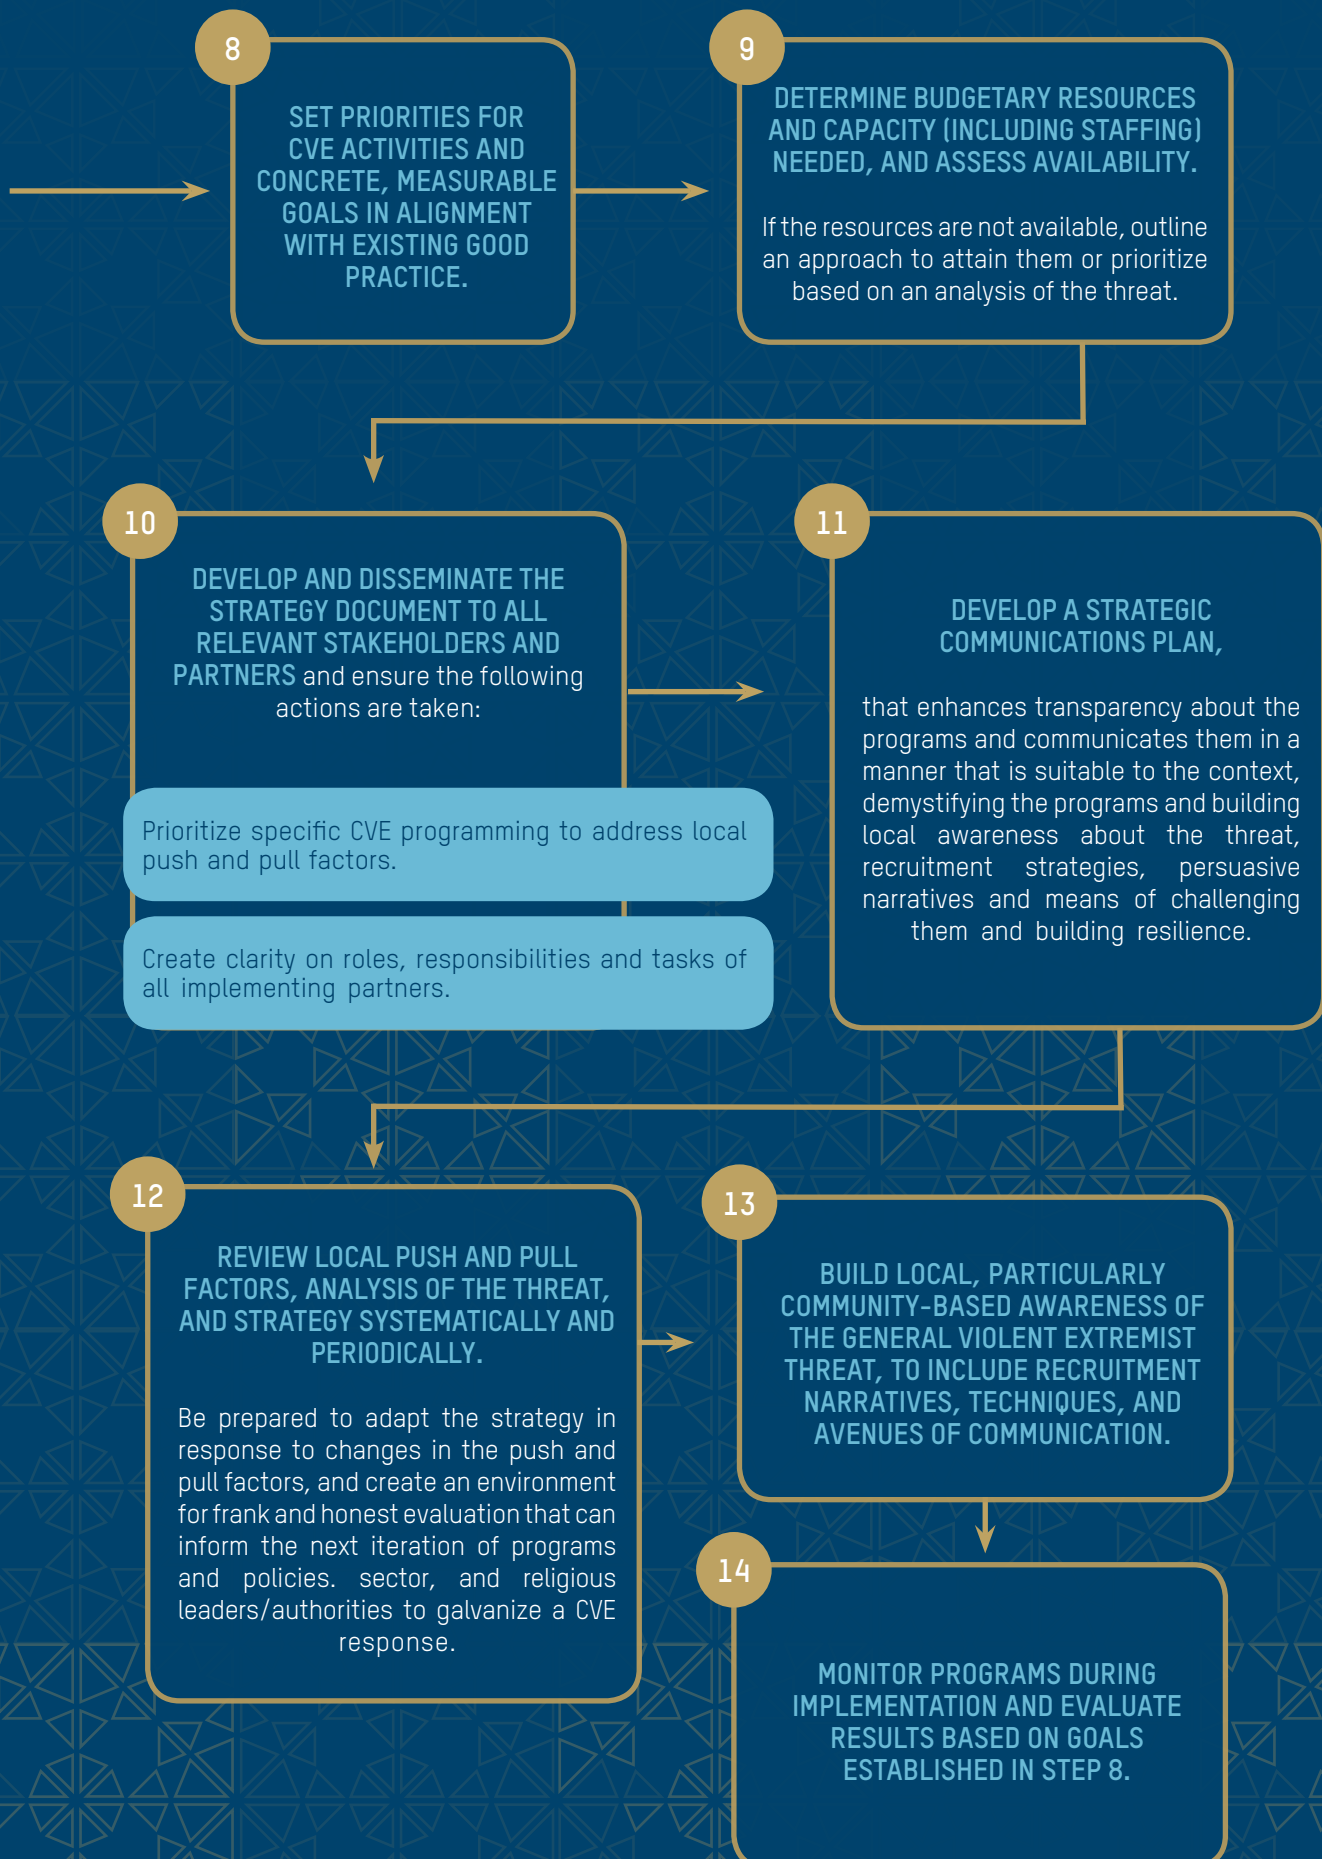 8
SET PRIORITIES FOR
CVE ACTIVITIES AND
CONCRETE, MEASURABLE
GOALS IN ALIGNMENT
WITH EXISTING GOOD
PRACTICE.
9
DETERMINE BUDGETARY RESOURCES
AND CAPACITY (INCLUDING STAFFING)
NEEDED, AND ASSESS AVAILABILITY.
If the resources are not available, outline
an approach to attain them or prioritize
based on an analysis of the threat.
10
DEVELOP AND DISSEMINATE THE
STRATEGY DOCUMENT TO ALL
RELEVANT STAKEHOLDERS AND
PARTNERS and ensure the following
actions are taken:
Prioritize specific CVE programming to address local
push and pull factors.
Create clarity on roles, responsibilities and tasks of
all implementing partners.
11
DEVELOP A STRATEGIC
COMMUNICATIONS PLAN,
that enhances transparency about the
programs and communicates them in a
manner that is suitable to the context,
demystifying the programs and building
local awareness about the threat,
recruitment strategies, persuasive
narratives and means of challenging
them and building resilience.
12
REVIEW LOCAL PUSH AND PULL
FACTORS, ANALYSIS OF THE THREAT,
AND STRATEGY SYSTEMATICALLY AND
PERIODICALLY.
Be prepared to adapt the strategy in
response to changes in the push and
pull factors, and create an environment
for frank and honest evaluation that can
inform the next iteration of programs
and policies. sector, and religious
leaders/authorities to galvanize a CVE
response.
13
BUILD LOCAL, PARTICULARLY
COMMUNITY-BASED AWARENESS OF
THE GENERAL VIOLENT EXTREMIST
THREAT, TO INCLUDE RECRUITMENT
NARRATIVES, TECHNIQUES, AND
AVENUES OF COMMUNICATION.
14
MONITOR PROGRAMS DURING
IMPLEMENTATION AND EVALUATE
RESULTS BASED ON GOALS
ESTABLISHED IN STEP 8.